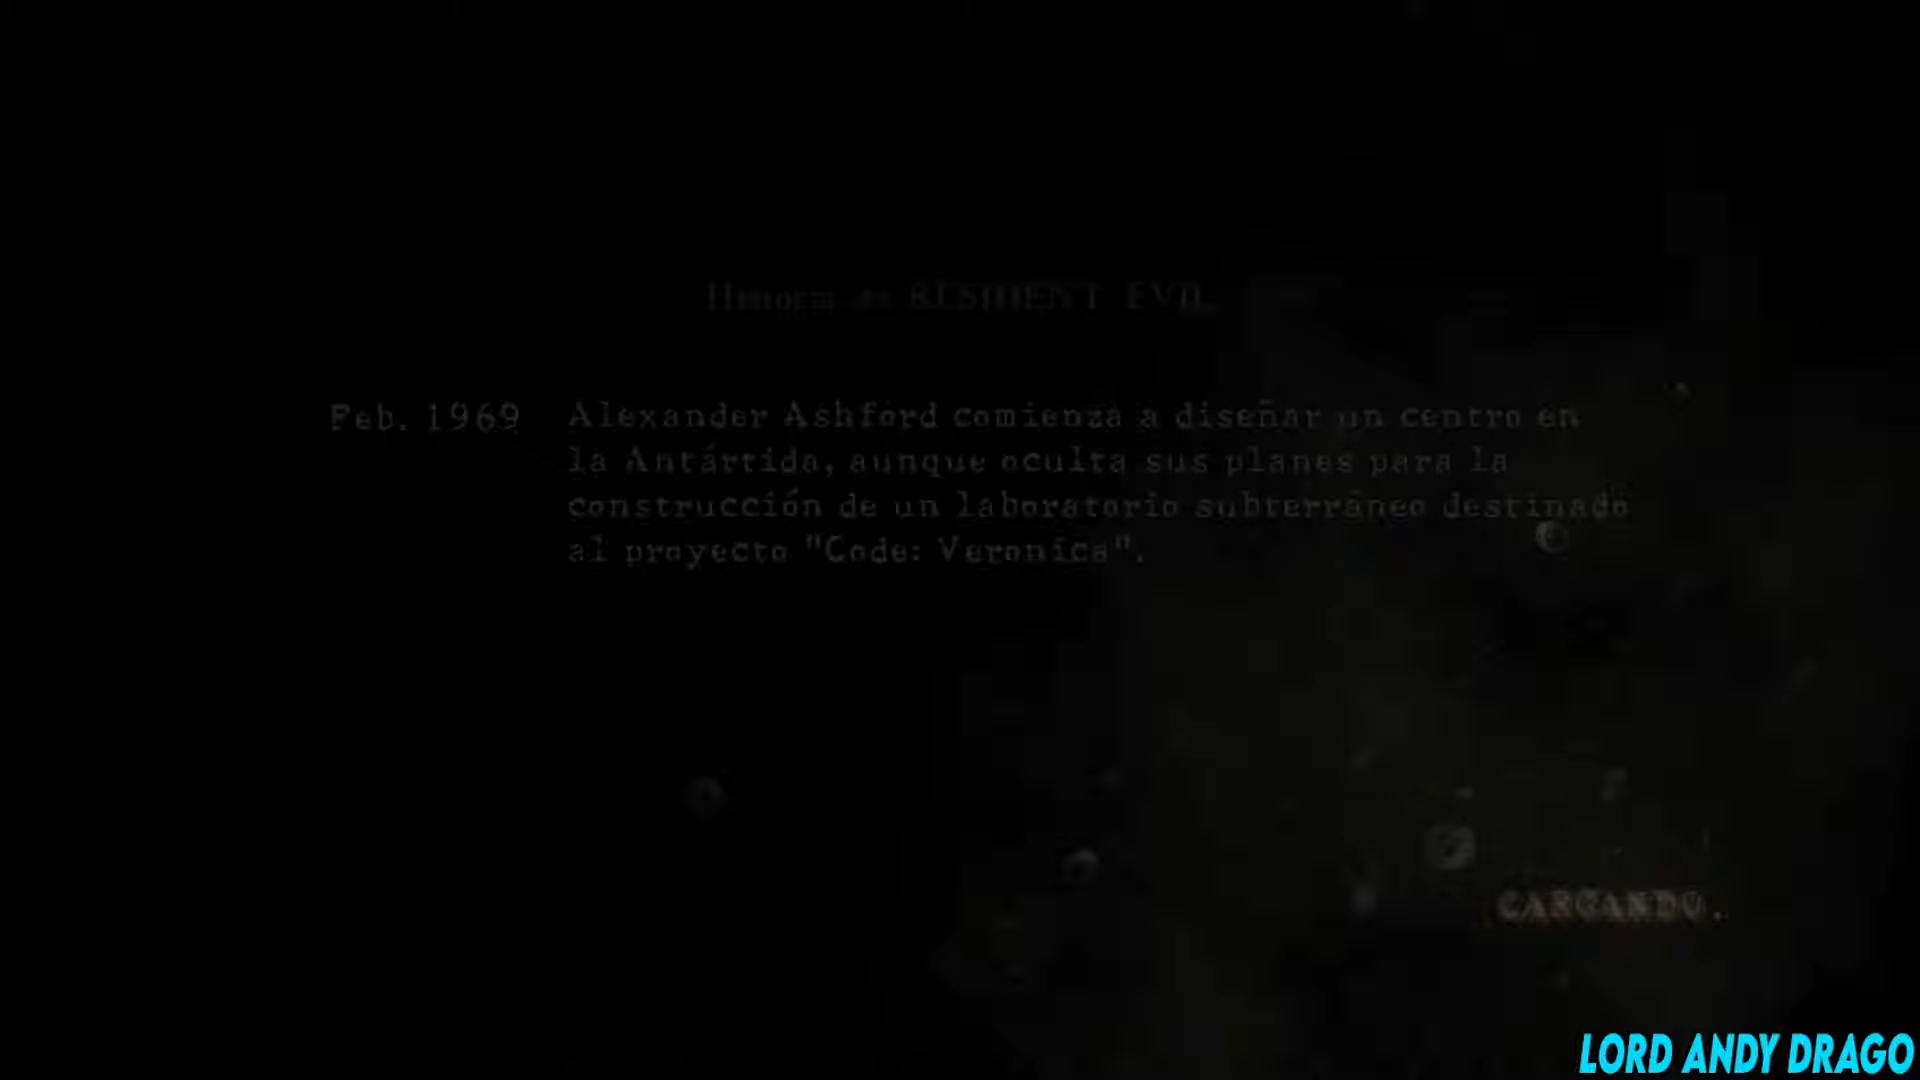 Historia de RESIDENT EVIL
Feb. 1969 Alexander Ashford comienza a diseñar un centro en
la Antártida, aunque oculta sus planes para la
construcción de un laboratorio subterráneo destinado
al proyecto "Code: Veronica".
CARGANDO.
LORD ANDY DRAGO